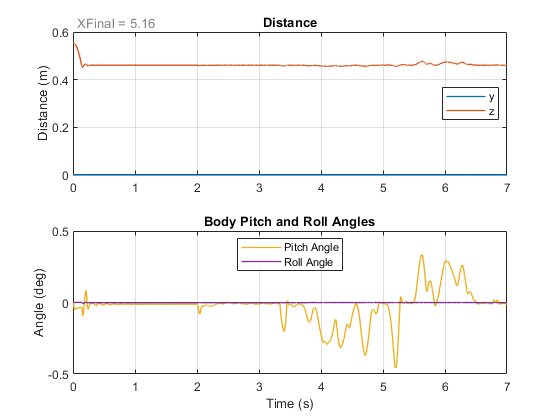 XFinal = 5.16
Distance
Distance (m)
0.6
0.4
0.2
0
y
z
0 1 2 3 4 5 6 7
Body Pitch and Roll Angles
Angle (deg)
0.5
0
-0.5
Pitch Angle
Roll Angle
0 1 2 3 4 5 6 7
Time (s)